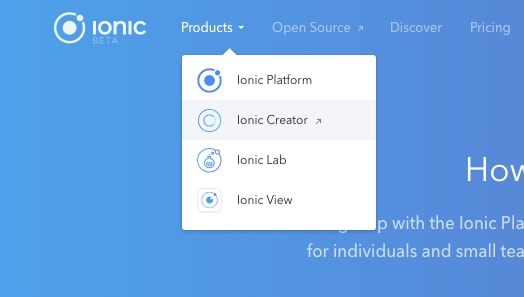 ionic
BETA
Products Open Source ↗ Discover Pricing
Ionic Platform
Ionic Creator ↗
Ionic Lab
Ionic View
How
with the Ionic Pla
for individuals and small tea